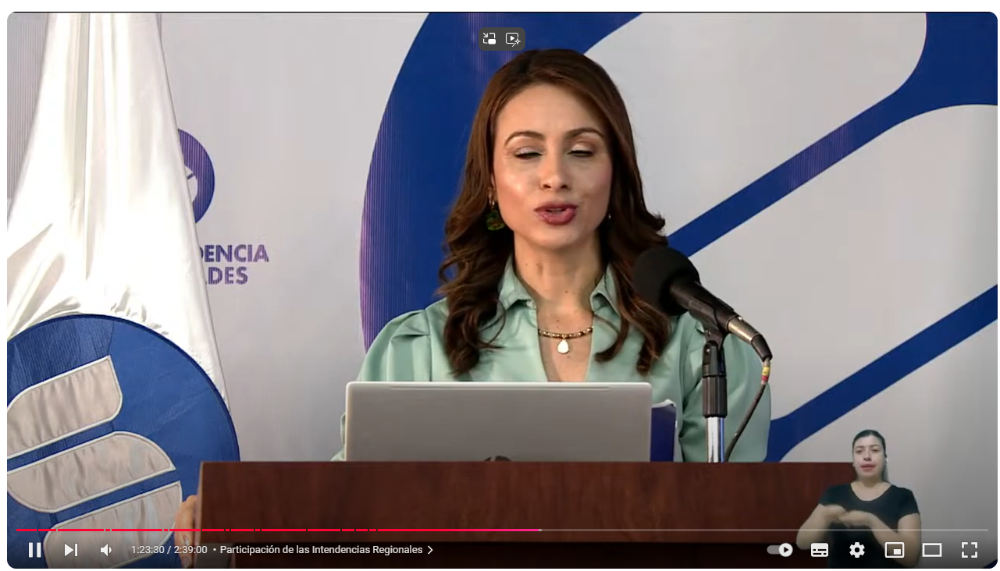 DENCIA
ADES
1:23:30 / 2:39:00 • Participación de las Intendencias Regionales